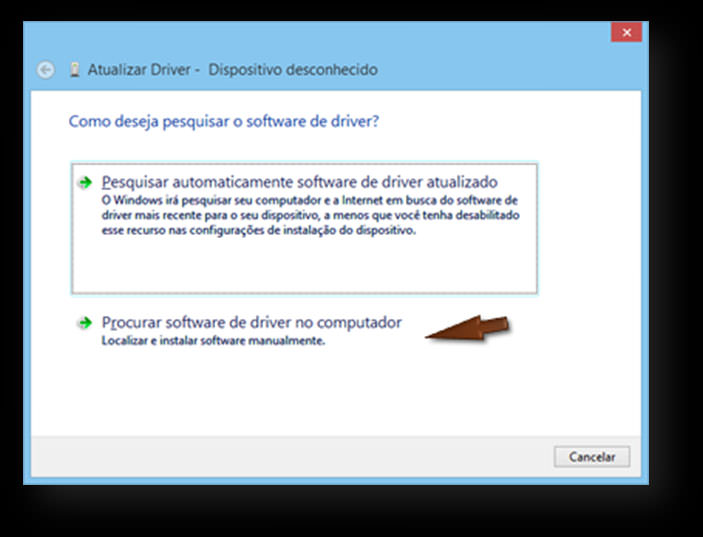 Atualizar Driver - Dispositivo desconhecido
Como deseja pesquisar o software de driver?
Pesquisar automaticamente software de driver atualizado
O Windows irá pesquisar seu computador e a Internet em busca do software de
driver mais recente para o seu dispositivo, a menos que você tenha desabilitado
esse recurso nas configurações de instalação do dispositivo.
Procurar software de driver no computador
Localizar e instalar software manualmente.
Cancelar